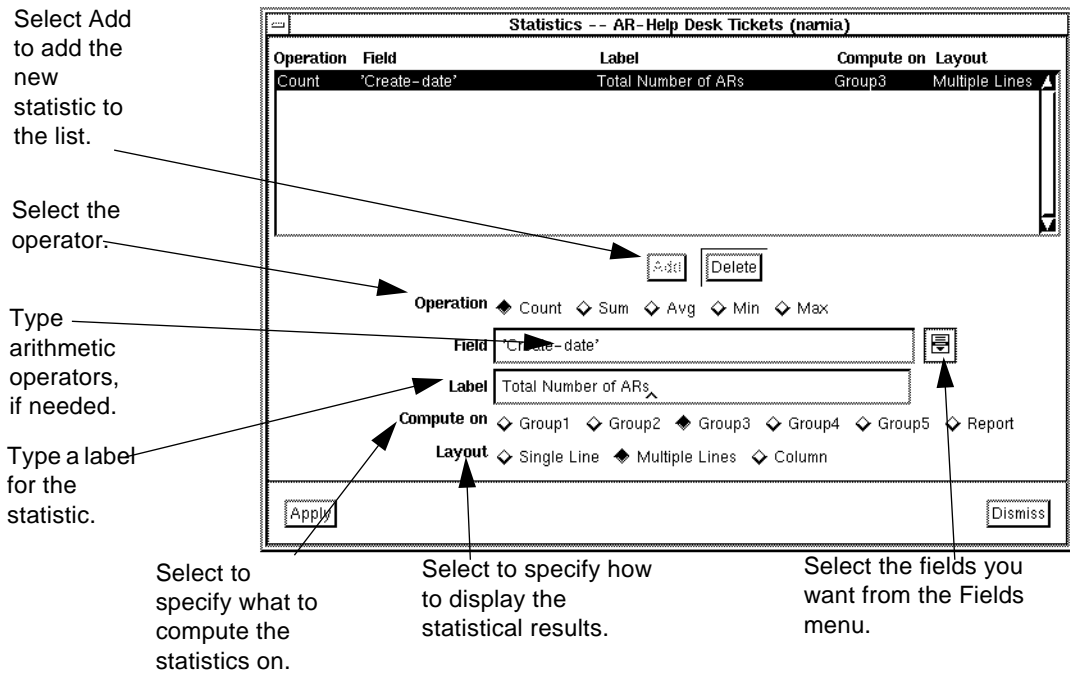 Select Add
to add the
new
statistic to
the list.
Select the
operator.
Type
arithmetic
operators,
if needed.
Type a label
for the
statistic.
Statistics -- AR-Help Desk Tickets (narnia)
Operation Field Label Compute on Layout
Count 'Create-date' Total Number of ARs Group3 Multiple Lines
Add Delete
Operation Count Sum Avg Min Max
Field 'Create-date'
Label Total Number of ARs
Compute on Group1 Group2 Group3 Group4 Group5 Report
Layout Single Line Multiple Lines Column
Apply Dismiss
Select to
specify what to
compute the
statistics on.
Select to specify how
to display the
statistical results.
Select the fields you
want from the Fields
menu.